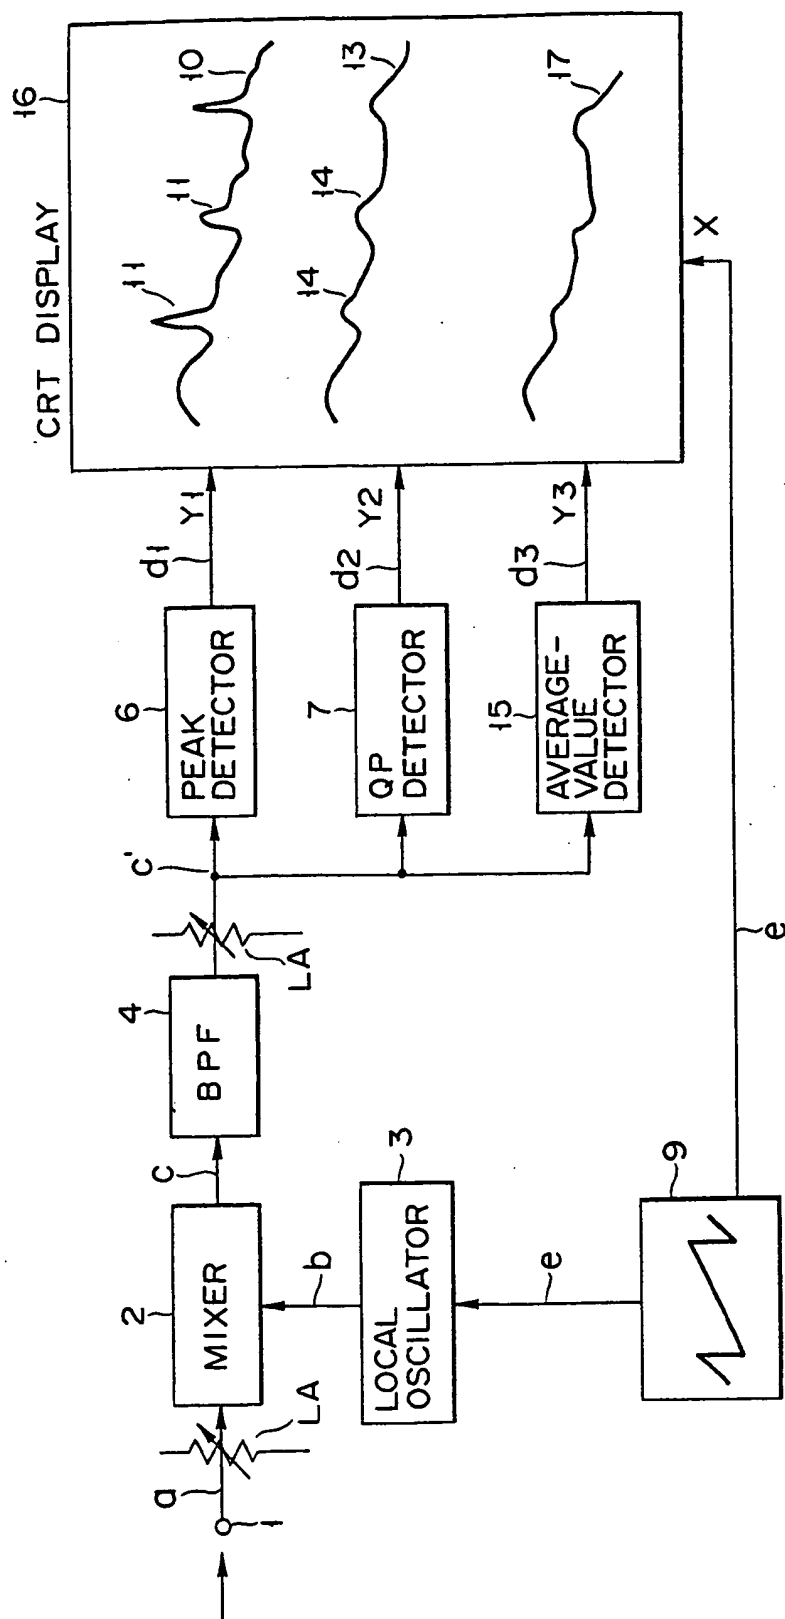 CRT DISPLAY
16
10
11
11
13
14
14
17
X
Y1
Y2
Y3
d1
d2
d3
6
PEAK
DETECTOR
7
QP
DETECTOR
15
AVERAGE-
VALUE
DETECTOR
c'
LA
4
BPF
c
2
MIXER
LA
a
1
b
3
LOCAL
OSCILLATOR
e
9
e